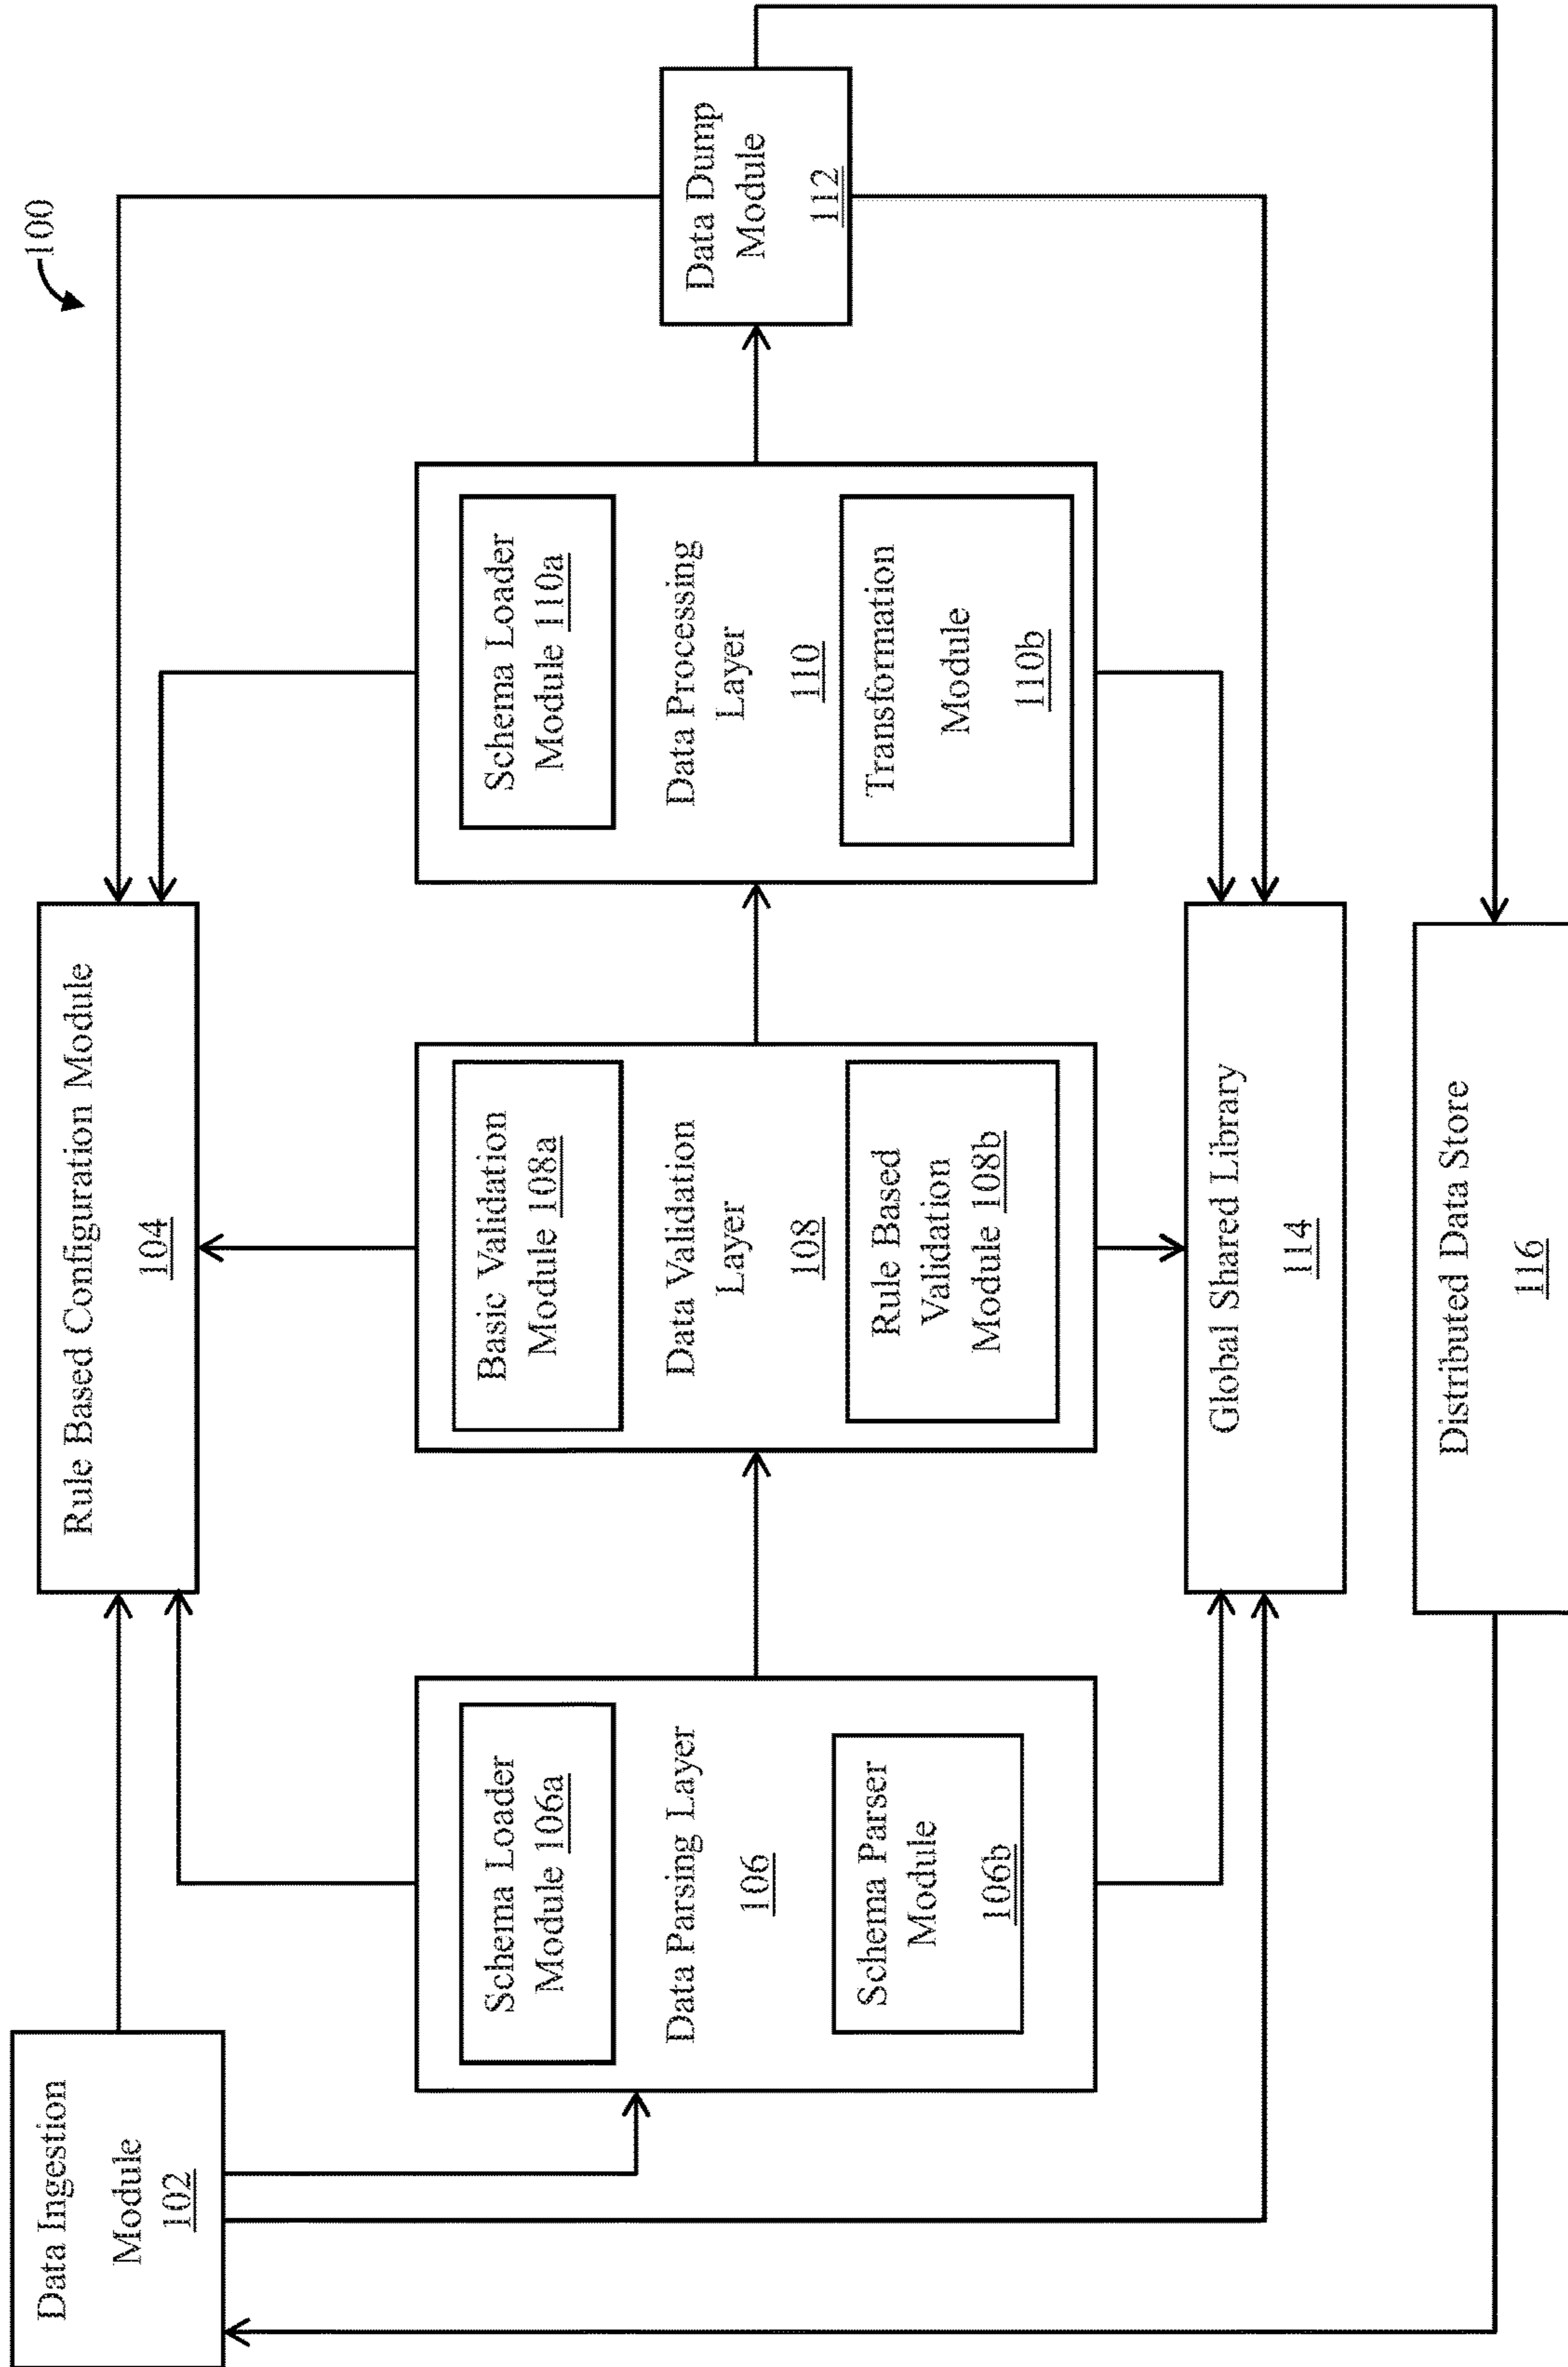 100
Data Ingestion
Module
102
Rule Based Configuration Module
104
Schema Loader
Module 106a
Data Parsing Layer
106
Schema Parser
Module
106b
Basic Validation
Module 108a
Data Validation
Layer
108
Rule Based
Validation
Module 108b
Schema Loader
Module 110a
Data Processing
Layer
110
Transformation
Module
110b
Data Dump
Module
112
Global Shared Library
114
Distributed Data Store
116